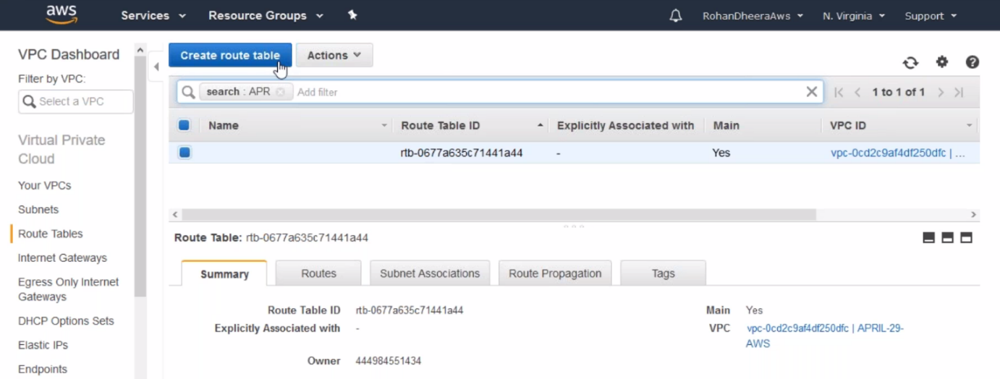 aws Services Resource Groups RohanDheeraAws N. Virginia Support
VPC Dashboard
Filter by VPC:
Select a VPC
Virtual Private
Cloud
Your VPCs
Subnets
Route Tables
Internet Gateways
Egress Only Internet
Gateways
DHCP Options Sets
Elastic IPs
Endpoints
Create route table Actions
search : APR Add filter 1 to 1 of 1
Name Route Table ID Explicitly Associated with Main VPC ID
rtb-0677a635c71441a44 - Yes vpc-0cd2c9af4df250dfc | ...
Route Table: rtb-0677a635c71441a44
Summary Routes Subnet Associations Route Propagation Tags
Route Table ID rtb-0677a635c71441a44 Main Yes
Explicitly Associated with - VPC vpc-0cd2c9af4df250dfc | APRIL-29-
AWS
Owner 444984551434